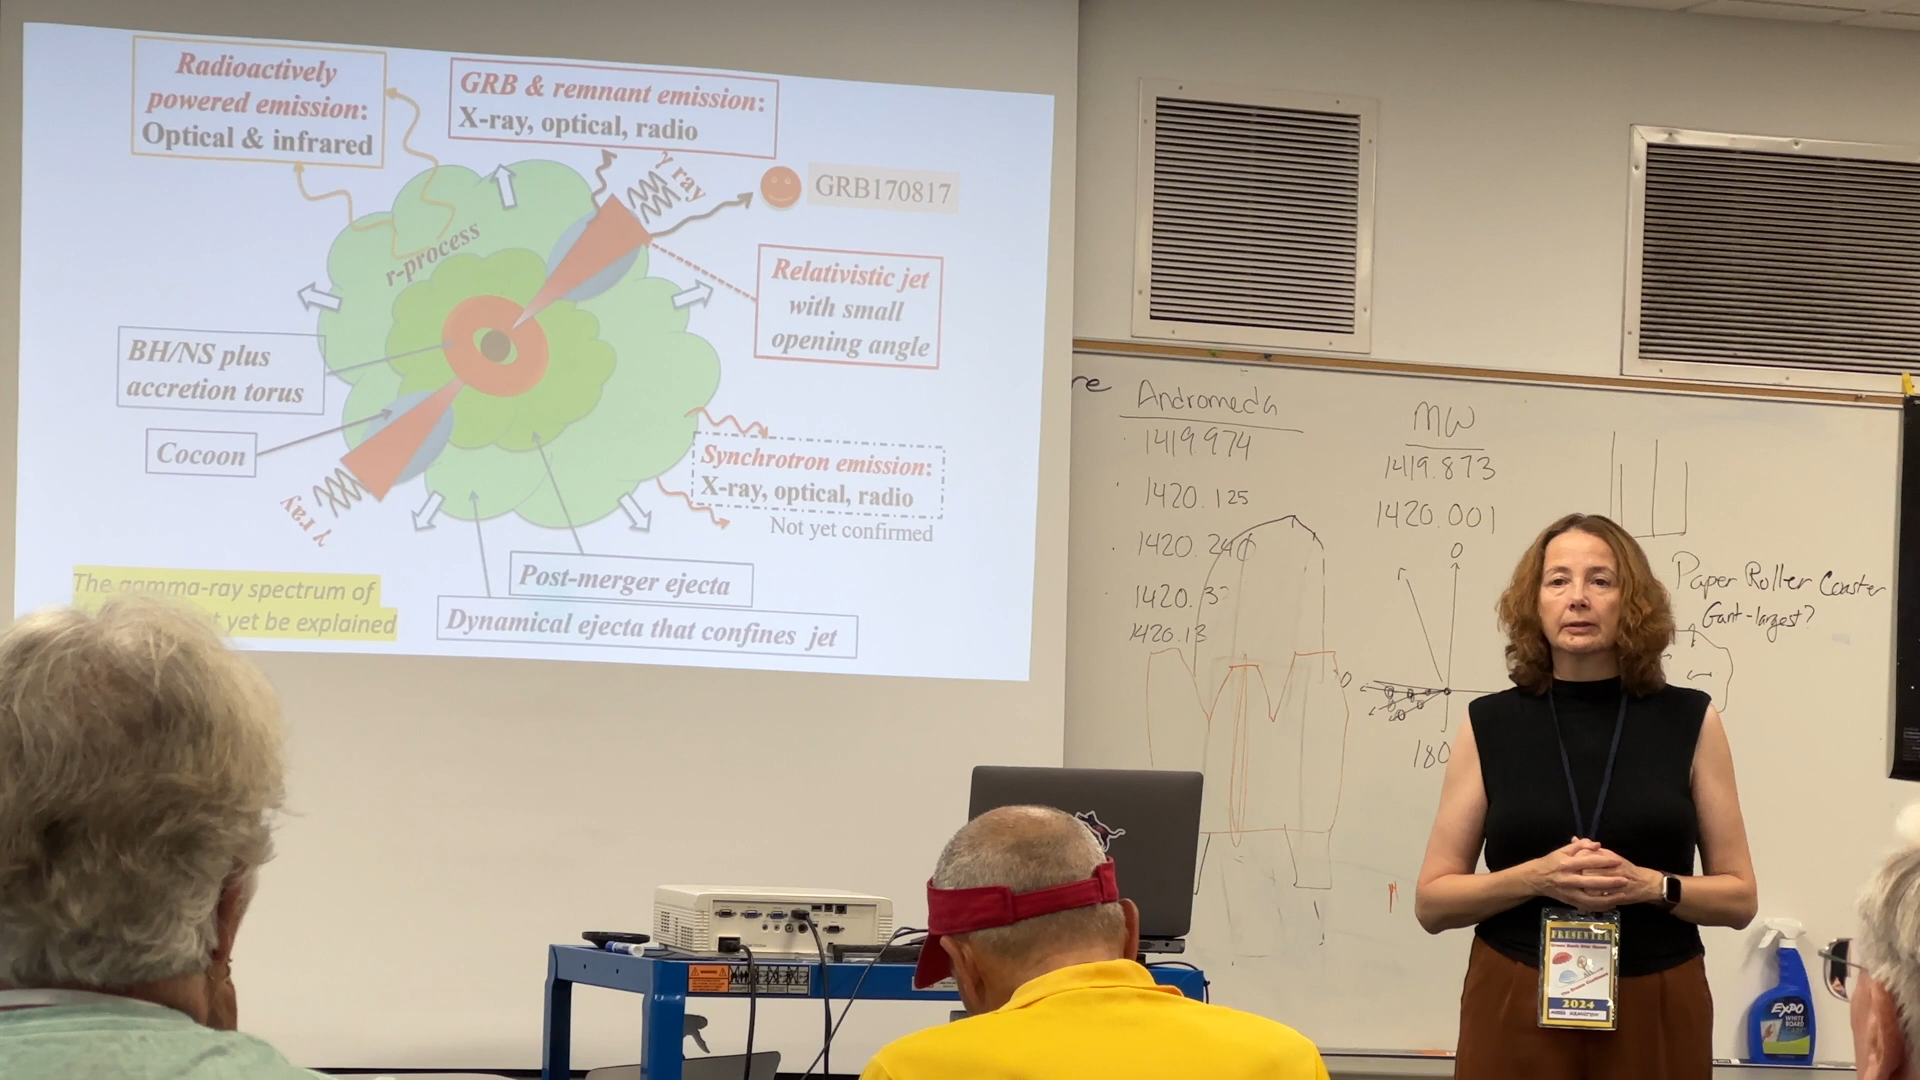 Radioactively
powered emission:
Optical & infrared
GRB & remnant emission:
X-ray, optical, radio
γ ray
GRB170817
r-process
Relativistic jet
with small
opening angle
BH/NS plus
accretion torus
Cocoon
γ ray
Synchrotron emission:
X-ray, optical, radio
Not yet confirmed
Post-merger ejecta
Dynamical ejecta that confines jet
The gamma-ray spectrum of
yet be explained
re
Andromeda
1419.974
1420.125
1420.240
1420.3
1420.13
MW
1419.873
1420.001
0
180
Paper Roller Coaster
Gant-largest?
PRESENTER
2024
EXPO
WHITE
BOARD